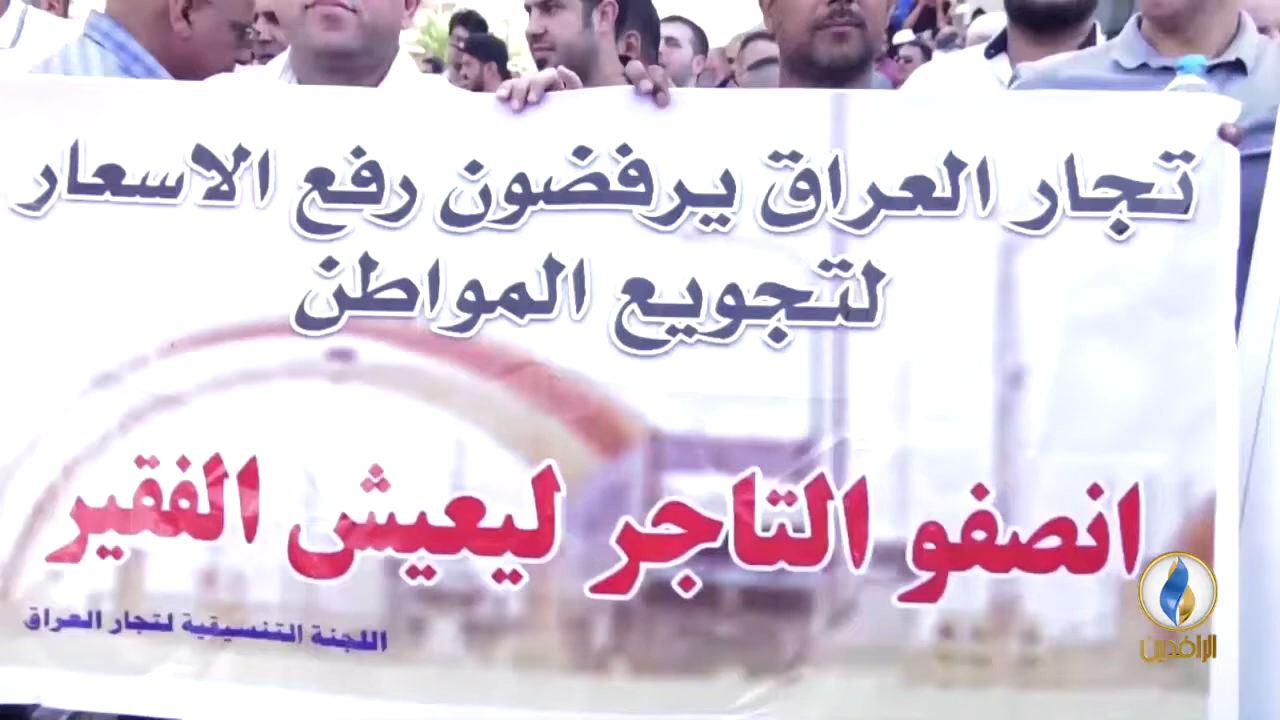 تجار العراق يرفضون رفع الاسعار
لتجويع المواطن
انصفو التاجر ليعيش الفقير
اللجنة التنسيقية لتجار العراق
الرافدين